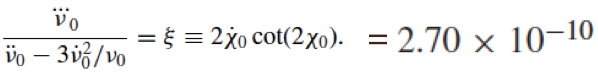 \frac{\dddot{\nu}_0}{\ddot{\nu}_0 - 3\dot{\nu}_0^2/\nu_0} = \xi \equiv 2\dot{\chi}_0 \cot(2\chi_0). = 2.70 \times 10^{-10}